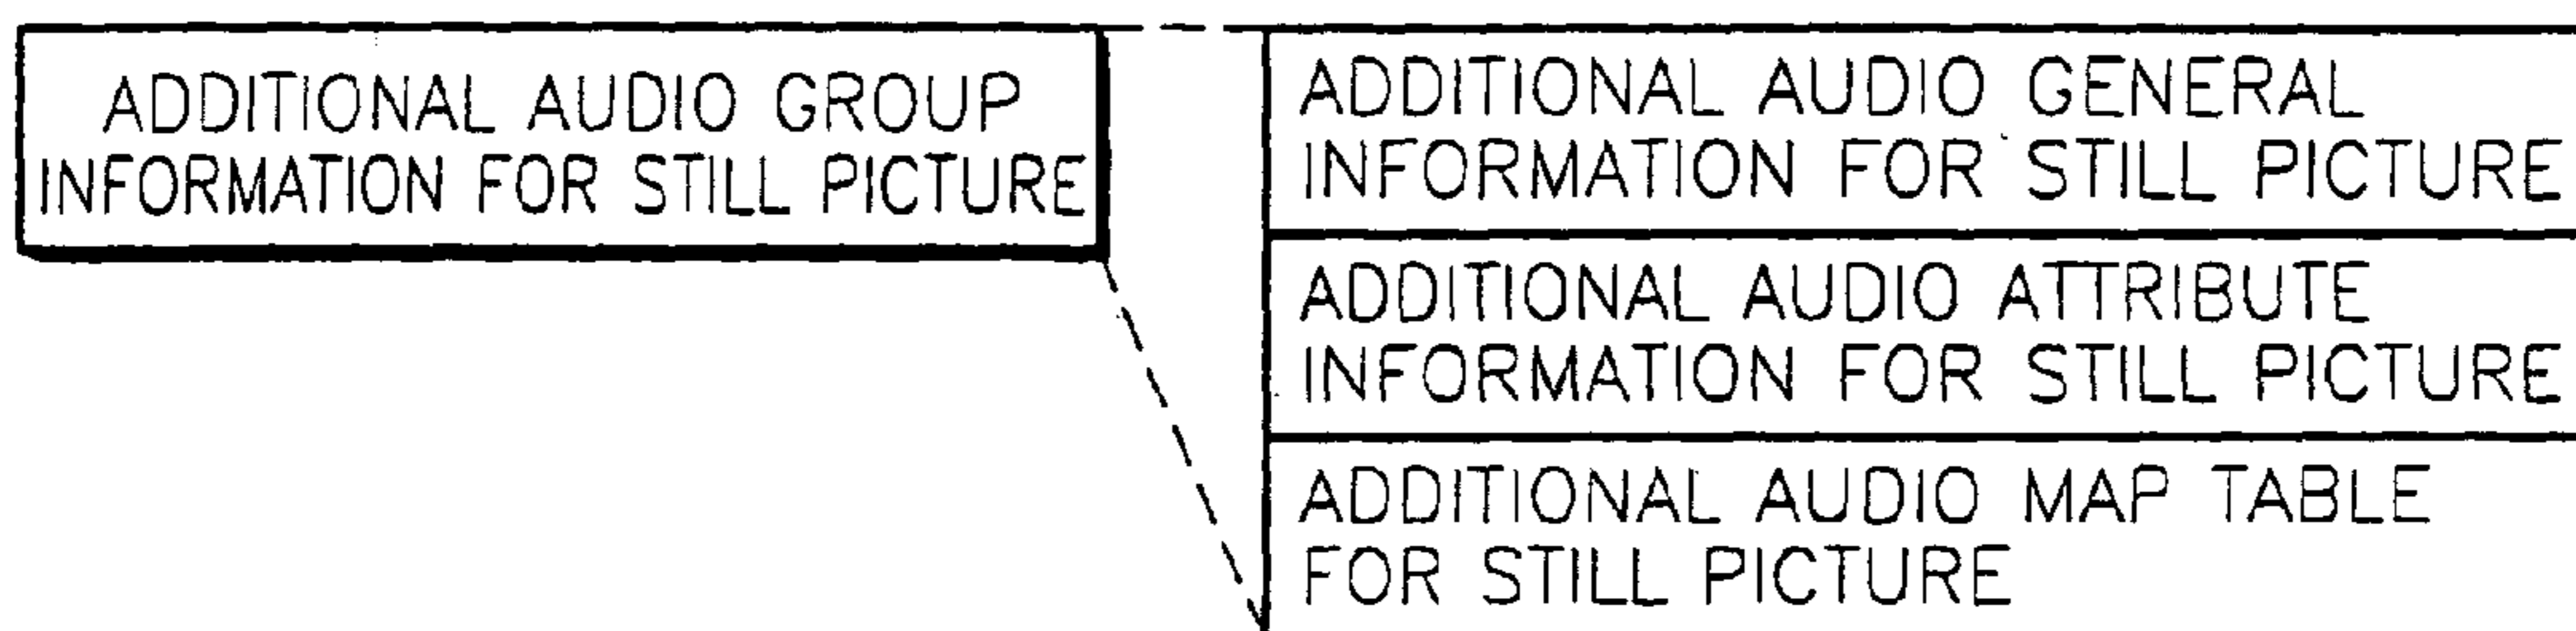 ADDITIONAL AUDIO GROUP
INFORMATION FOR STILL PICTURE
ADDITIONAL AUDIO GENERAL
INFORMATION FOR STILL PICTURE
ADDITIONAL AUDIO ATTRIBUTE
INFORMATION FOR STILL PICTURE
ADDITIONAL AUDIO MAP TABLE
FOR STILL PICTURE